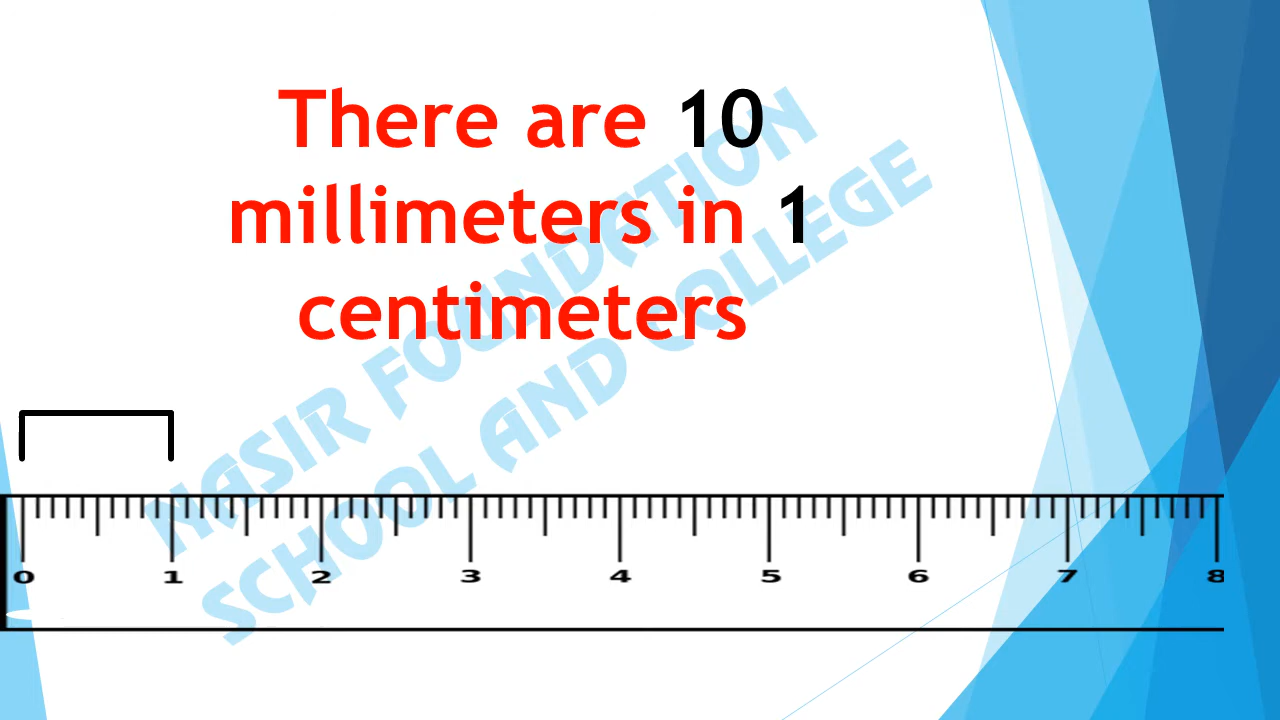 There are 10
millimeters in 1
centimeters
NASIR FOUNDATION
SCHOOL AND COLLEGE
0 1 2 3 4 5 6 7 8